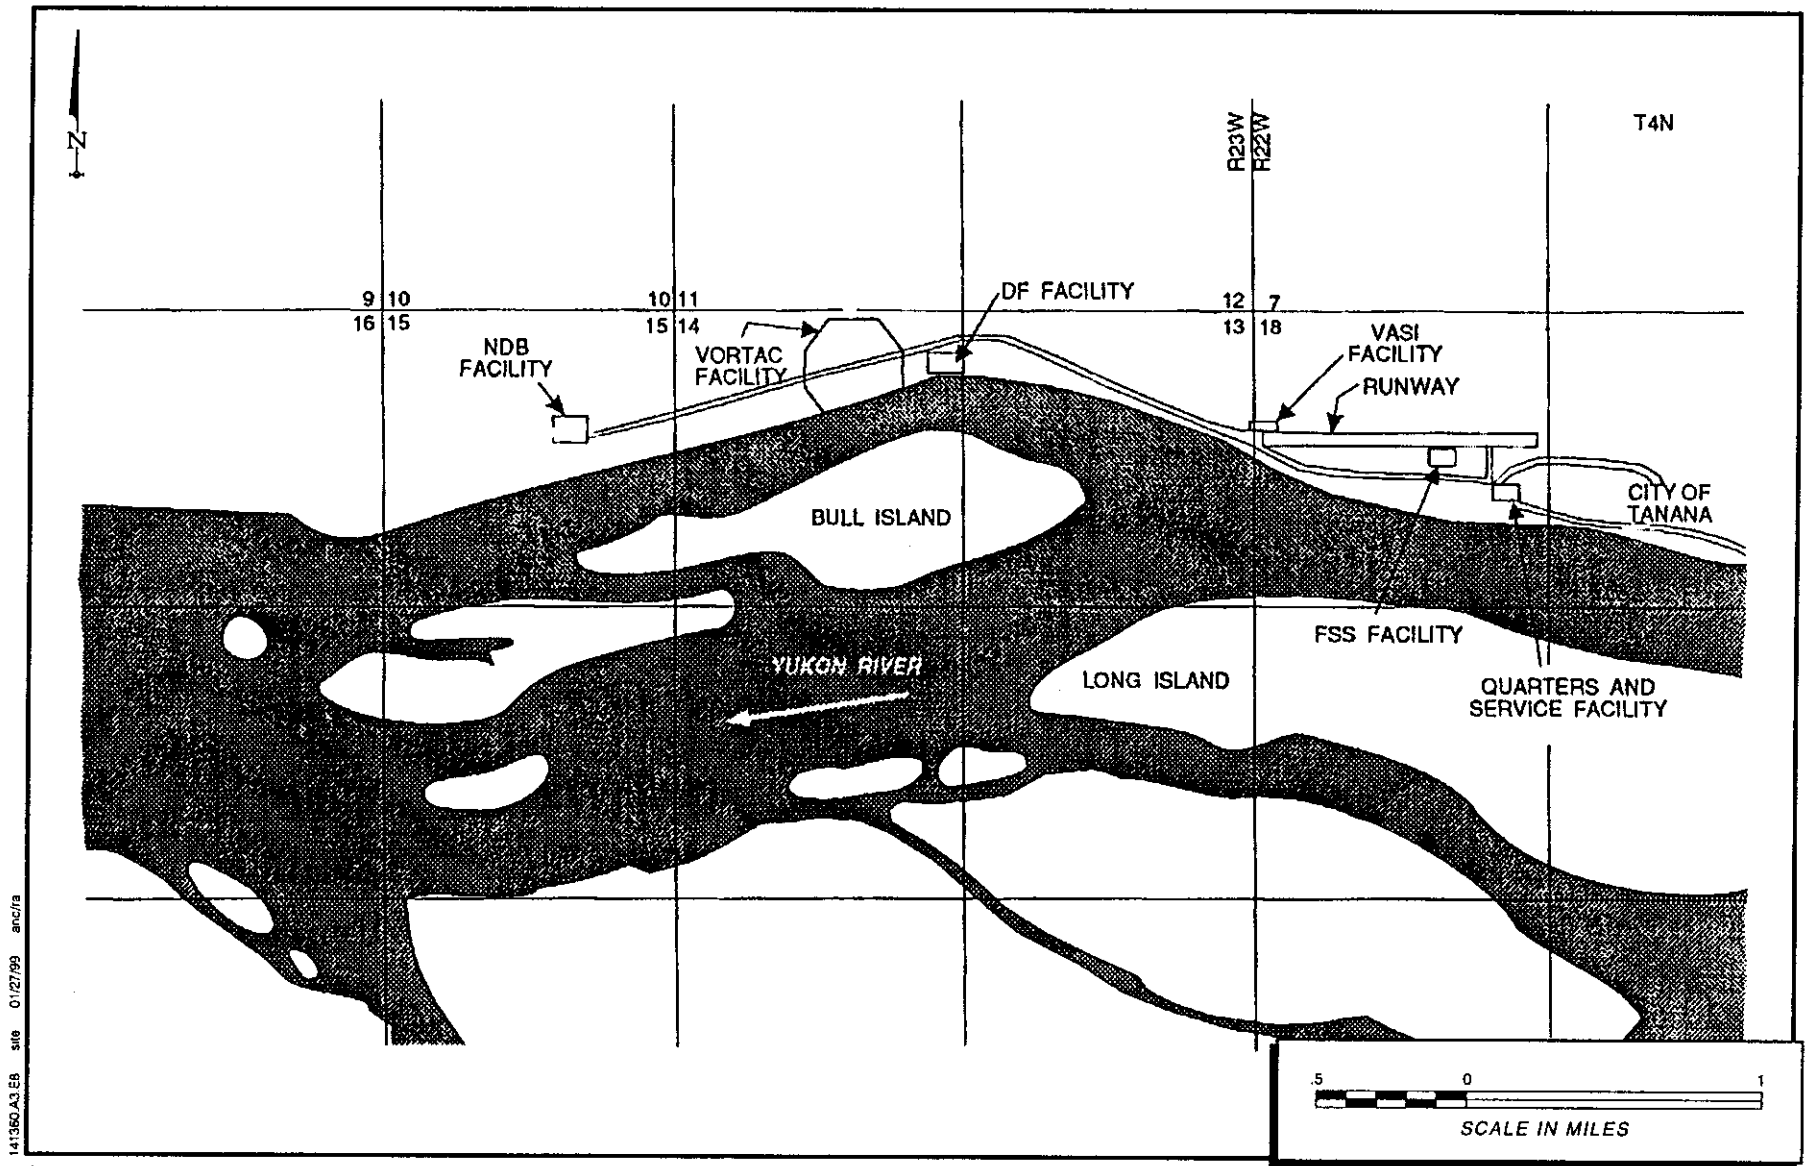 N
R23W
R22W
T4N
9 10
16 15
10 11
15 14
12 7
13 18
DF FACILITY
VASI
FACILITY
RUNWAY
NDB
FACILITY
VORTAC
FACILITY
CITY OF
TANANA
BULL ISLAND
FSS FACILITY
YUKON RIVER
LONG ISLAND
QUARTERS AND
SERVICE FACILITY
.5 0 1
SCALE IN MILES
141360.A3.E8 site 01/27/99 anc/ra